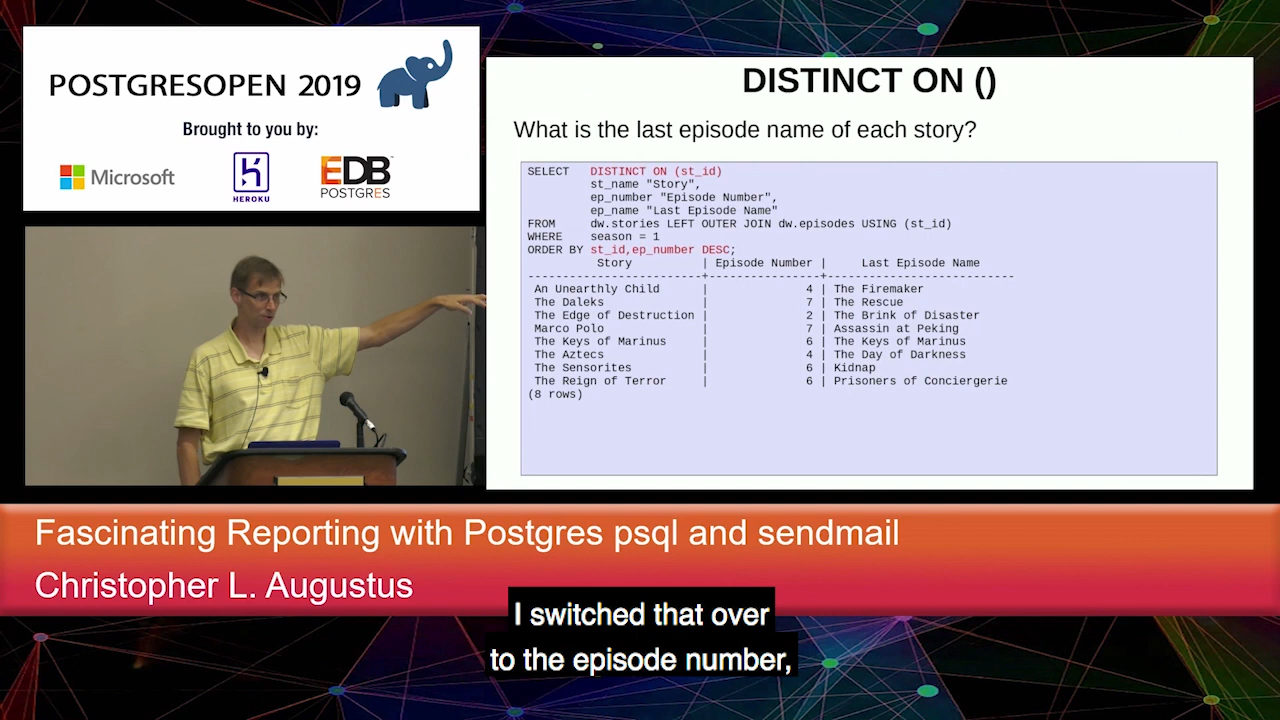 POSTGRESOPEN 2019
Brought to you by:
Microsoft
HEROKU
EDB
POSTGRES
DISTINCT ON ()
What is the last episode name of each story?
SELECT DISTINCT ON (st_id)
st_name "Story",
ep_number "Episode Number",
ep_name "Last Episode Name"
FROM dw.stories LEFT OUTER JOIN dw.episodes USING (st_id)
WHERE season = 1
ORDER BY st_id,ep_number DESC;
Story | Episode Number | Last Episode Name
---------------------------+----------------+----------------------------
An Unearthly Child | 4 | The Firemaker
The Daleks | 7 | The Rescue
The Edge of Destruction | 2 | The Brink of Disaster
Marco Polo | 7 | Assassin at Peking
The Keys of Marinus | 6 | The Keys of Marinus
The Aztecs | 4 | The Day of Darkness
The Sensorites | 6 | Kidnap
The Reign of Terror | 6 | Prisoners of Conciergerie
(8 rows)
Fascinating Reporting with Postgres psql and sendmail
Christopher L. Augustus
I switched that over
to the episode number,